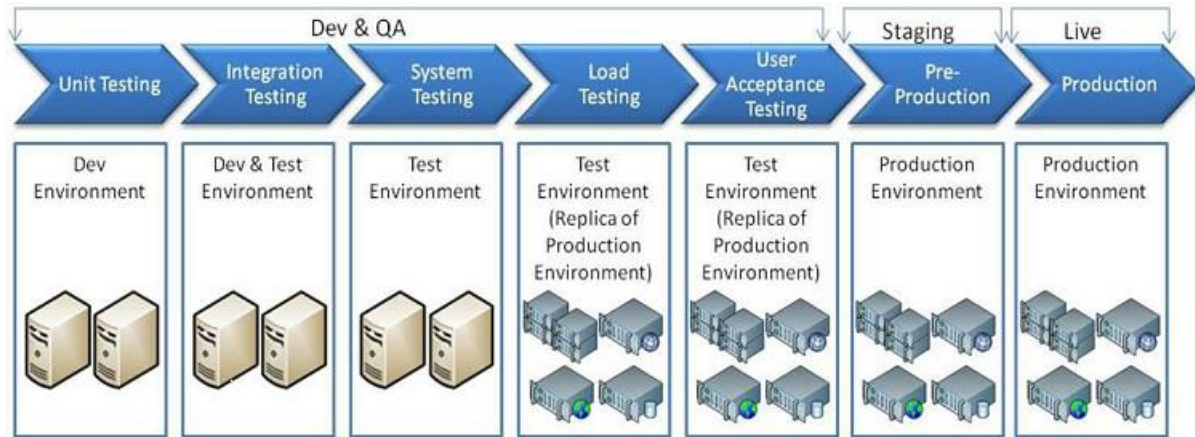 Dev & QA
Staging
Live
Unit Testing
Integration
Testing
System
Testing
Load
Testing
User
Acceptance
Testing
Pre-
Production
Production
Dev
Environment
Dev & Test
Environment
Test
Environment
Test
Environment
(Replica of
Production
Environment)
Test
Environment
(Replica of
Production
Environment)
Production
Environment
Production
Environment